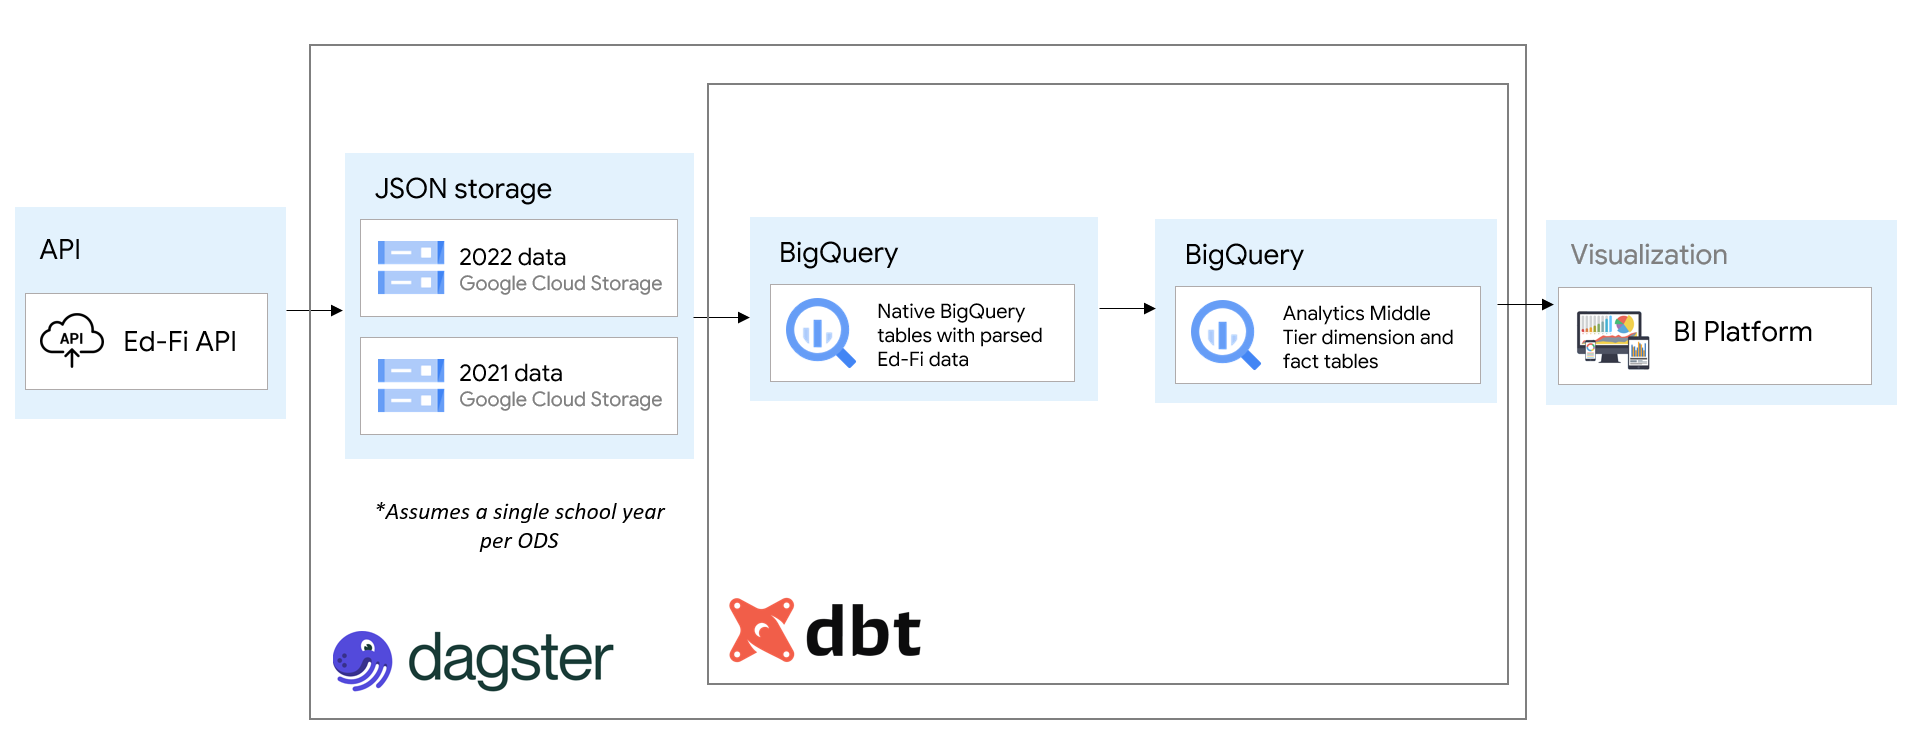 API
API
Ed-Fi API
JSON storage
2022 data
Google Cloud Storage
2021 data
Google Cloud Storage
*Assumes a single school year
per ODS
dagster
BigQuery
Native BigQuery
tables with parsed
Ed-Fi data
BigQuery
Analytics Middle
Tier dimension and
fact tables
dbt
Visualization
BI Platform